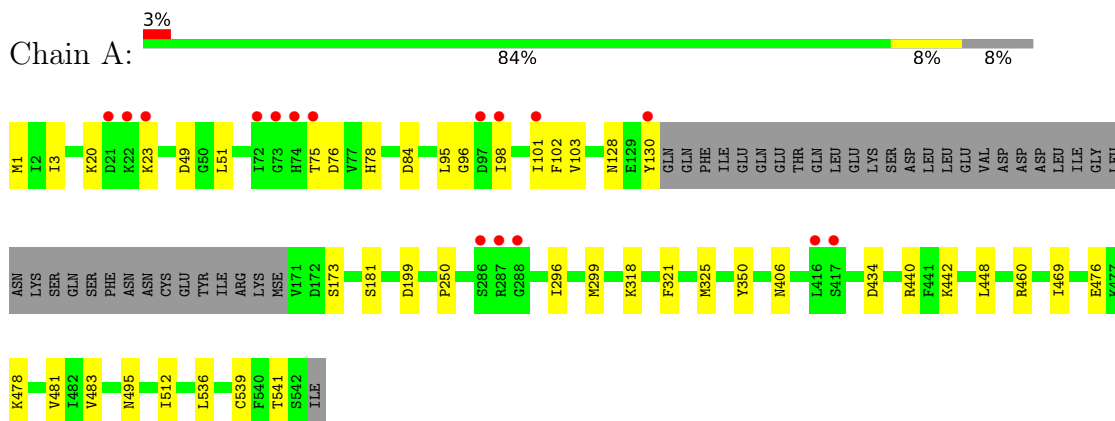 3%
Chain A:
84% 8% 8%
M1 I2 I3 K20 D21 K22 K23 D49 G50 L51 I72 G73 H74 T75 D76 V77 H78 D84 L95 G96 D97 I98 I101 F102 V103 N128 E129 Y130 GLN GLN PHE ILE GLU GLN GLU THR GLN LEU GLU LYS SER ASP LEU LEU GLU VAL ASP ASP ASP LEU ILE GLY LEU
ASN LYS SER GLN SER PHE ASN ASN CYS GLU TYR ILE ARG LYS MSE V171 D172 S173 S181 D199 P250 S286 R287 G288 I296 M299 K318 F321 M325 Y350 N406 L416 S417 D434 R440 F441 K442 L448 R460 I469 E476 K477
K478 V481 I482 V483 N495 I512 L536 C539 F540 T541 S542 ILE